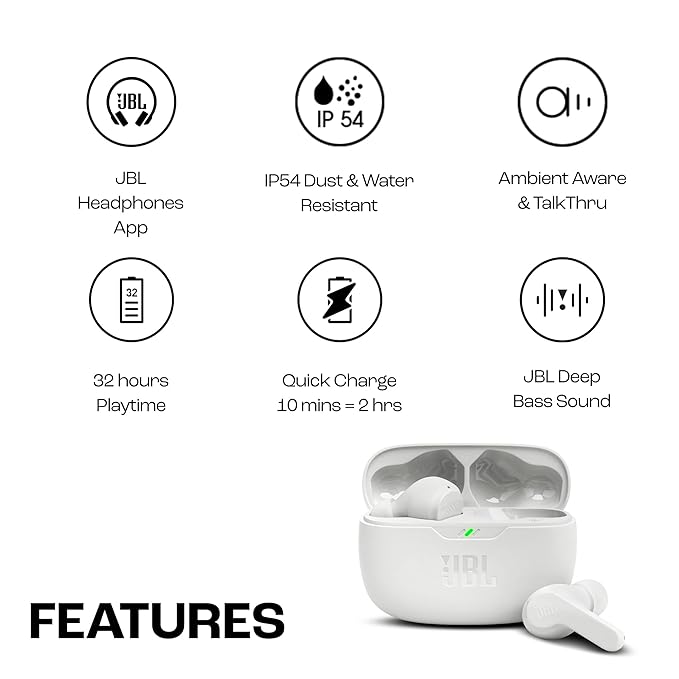 JBL
IP 54
JBL
Headphones
App
IP54 Dust & Water
Resistant
Ambient Aware
& TalkThru
32
32 hours
Playtime
Quick Charge
10 mins = 2 hrs
JBL Deep
Bass Sound
JBL
JBL
FEATURES